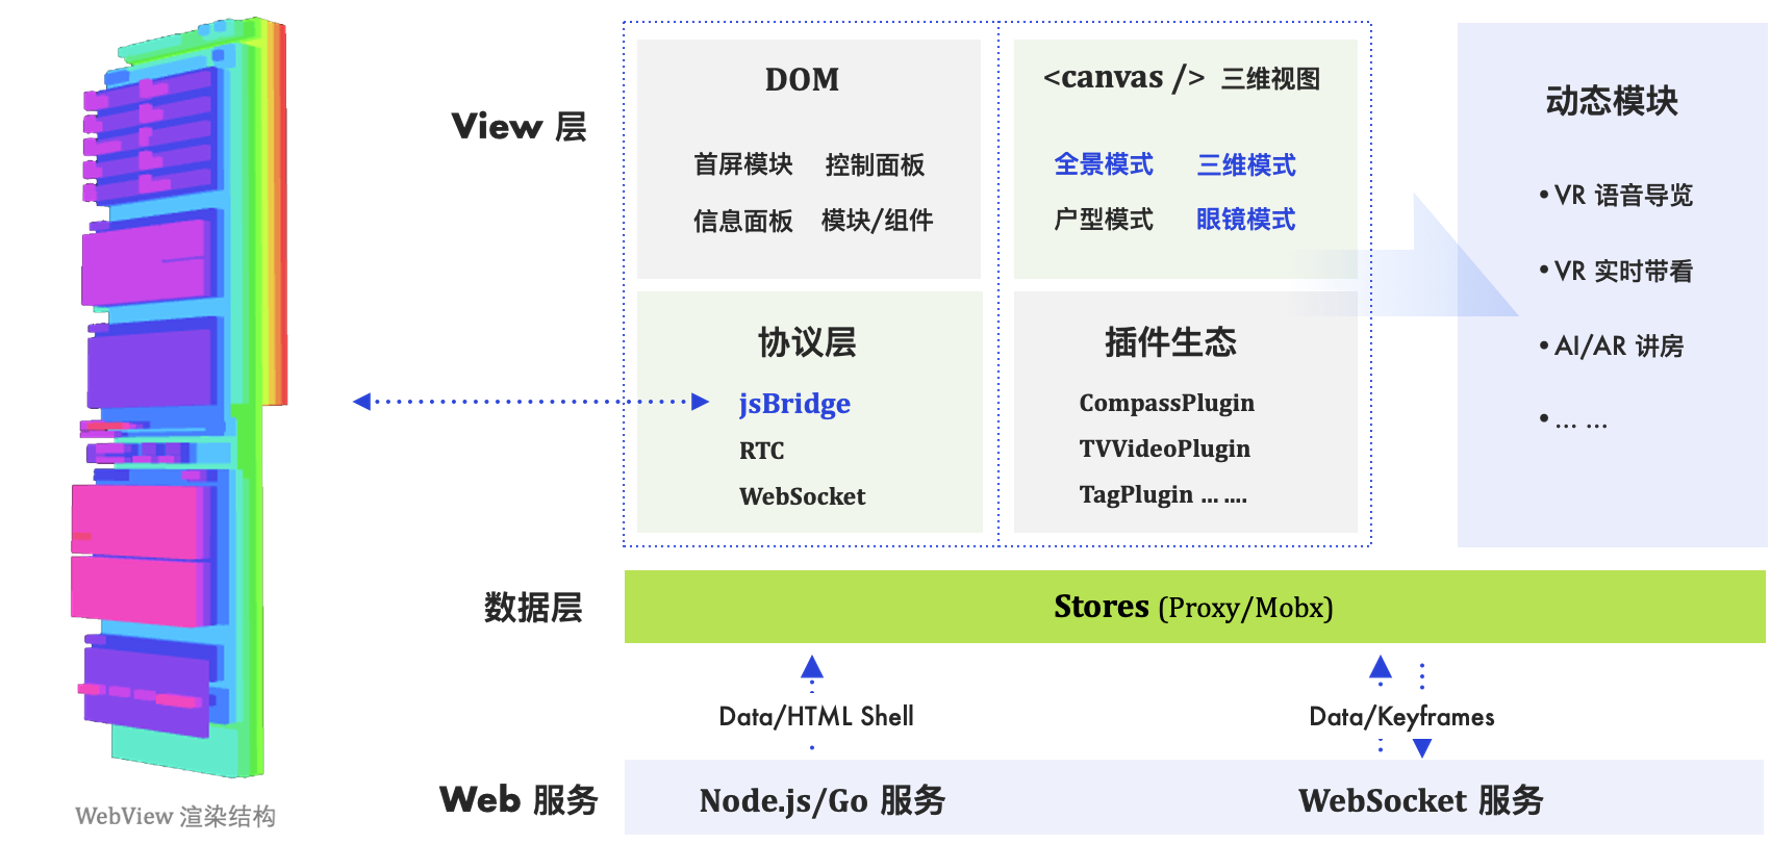 View 层
DOM
首屏模块 控制面板
信息面板 模块/组件
<canvas /> 三维视图
全景模式 三维模式
户型模式 眼镜模式
协议层
jsBridge
RTC
WebSocket
插件生态
CompassPlugin
TVVideoPlugin
TagPlugin ... ....
动态模块
• VR 语音导览
• VR 实时带看
• AI/AR 讲房
• ... ...
数据层
Stores (Proxy/Mobx)
Data/HTML Shell
Data/Keyframes
Web 服务
Node.js/Go 服务
WebSocket 服务
WebView 渲染结构